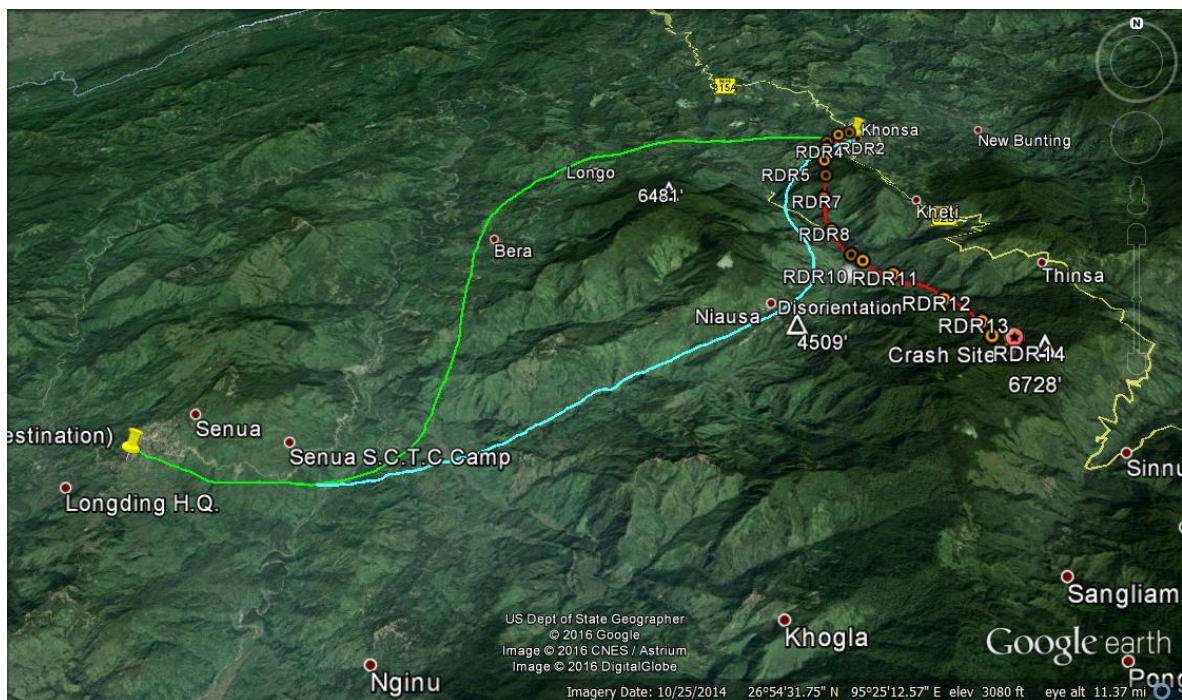 N
315A
Khonsa
New Bunting
RDR2
RDR4
Longo
RDR5
6481'
RDR7
Kheti
RDR8
Bera
Thinsa
RDR10
RDR11
RDR12
Niausa
Disorientation
RDR13
4509'
Crash Site
RDR14
6728'
Senua
estination)
Senua S.C.T.C Camp
Sinnu
Longding H.Q.
Sangliam
US Dept of State Geographer
© 2016 Google
Image © 2016 CNES / Astrium
Image © 2016 DigitalGlobe
Khogla
Google earth
Nginu
Pong
Imagery Date: 10/25/2014 26°54'31.75" N 95°25'12.57" E elev 3080 ft eye alt 11.37 mi